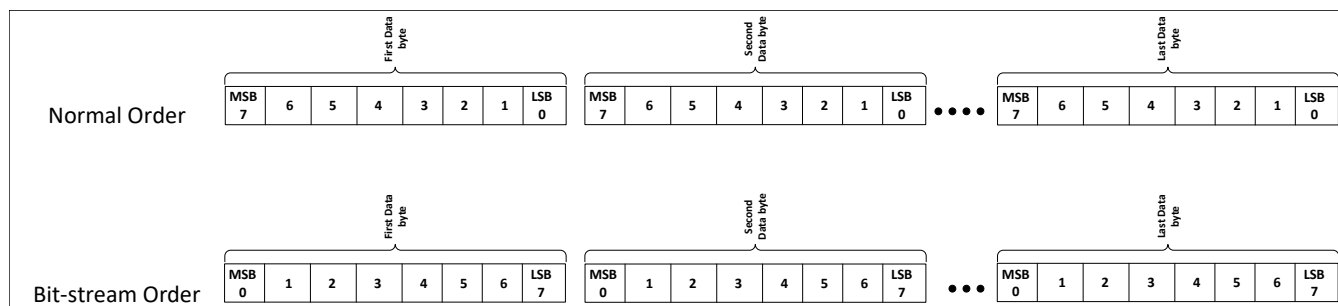 First Data
byte
Second
Data byte
Last Data
byte
Normal Order
MSB 7 6 5 4 3 2 1 LSB 0
MSB 7 6 5 4 3 2 1 LSB 0
MSB 7 6 5 4 3 2 1 LSB 0
First Data
byte
Second
Data byte
Last Data
byte
Bit-stream Order
MSB 0 1 2 3 4 5 6 LSB 7
MSB 0 1 2 3 4 5 6 LSB 7
MSB 0 1 2 3 4 5 6 LSB 7